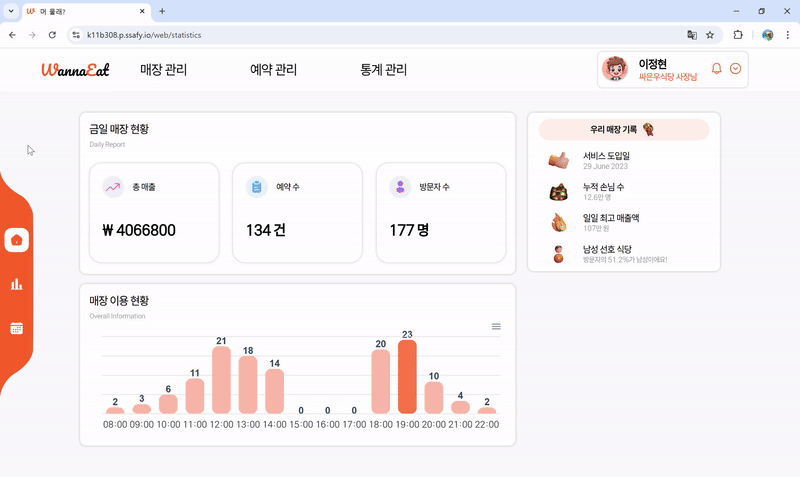 머 물래?
k11b308.p.ssafy.io/web/statistics
WannaEat
매장 관리
예약 관리
통계 관리
이정현
싸은우식당 사장님
금일 매장 현황
Daily Report
총 매출
₩ 4066800
예약 수
134 건
방문자 수
177 명
우리 매장 기록
서비스 도입일
29 June 2023
누적 손님 수
12.6만 명
일일 최고 매출액
107만 원
남성 선호 식당
방문자의 51.2%가 남성이에요!
매장 이용 현황
Overall Information
2 3 6 11 21 18 14 0 0 0 20 23 10 4 2
08:00 09:00 10:00 11:00 12:00 13:00 14:00 15:00 16:00 17:00 18:00 19:00 20:00 21:00 22:00